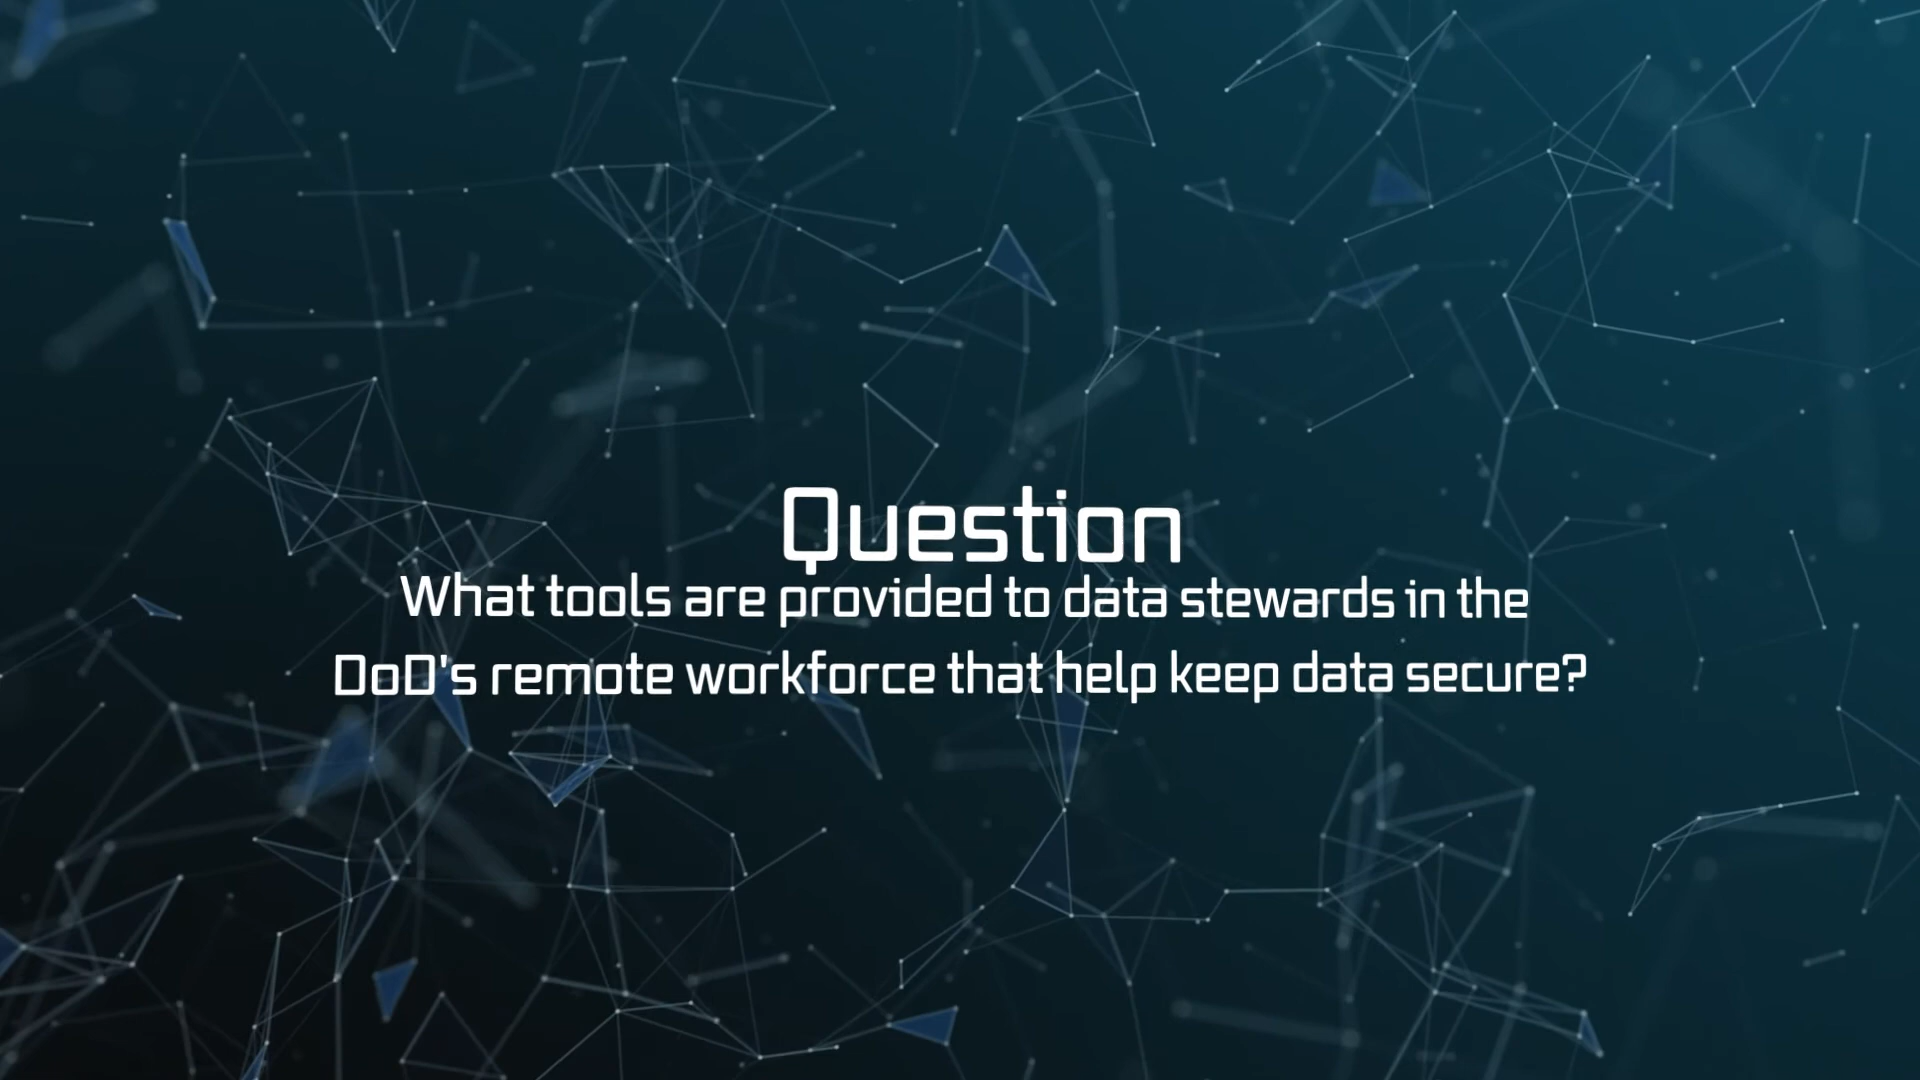 Question
What tools are provided to data stewards in the
DoD's remote workforce that help keep data secure?